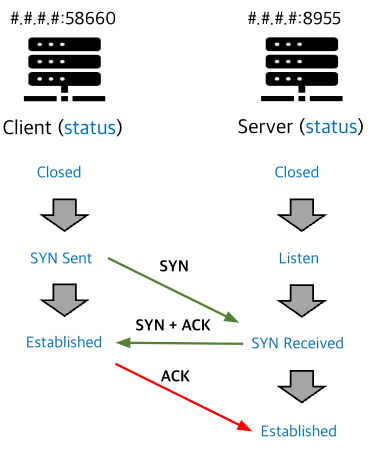 #.#.#.#:58660
#.#.#.#:8955
Client (status)
Server (status)
Closed
Closed
SYN Sent
SYN
Listen
SYN + ACK
Established
SYN Received
ACK
Established